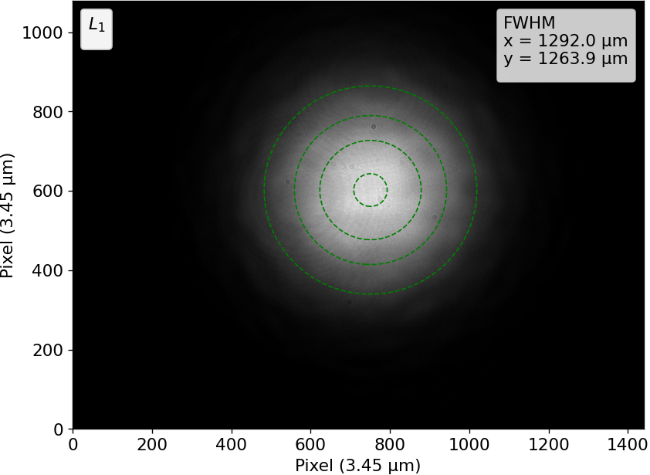 L1
FWHM
x = 1292.0 µm
y = 1263.9 µm
1000
800
600
400
200
0
Pixel (3.45 µm)
0 200 400 600 800 1000 1200 1400
Pixel (3.45 µm)